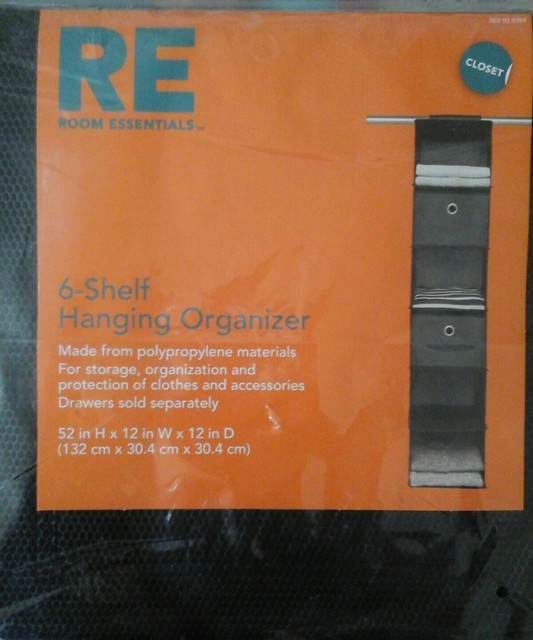 RE
ROOM ESSENTIALS™
CLOSET
6-Shelf
Hanging Organizer
Made from polypropylene materials
For storage, organization and
protection of clothes and accessories
Drawers sold separately
52 in H x 12 in W x 12 in D
(132 cm x 30.4 cm x 30.4 cm)